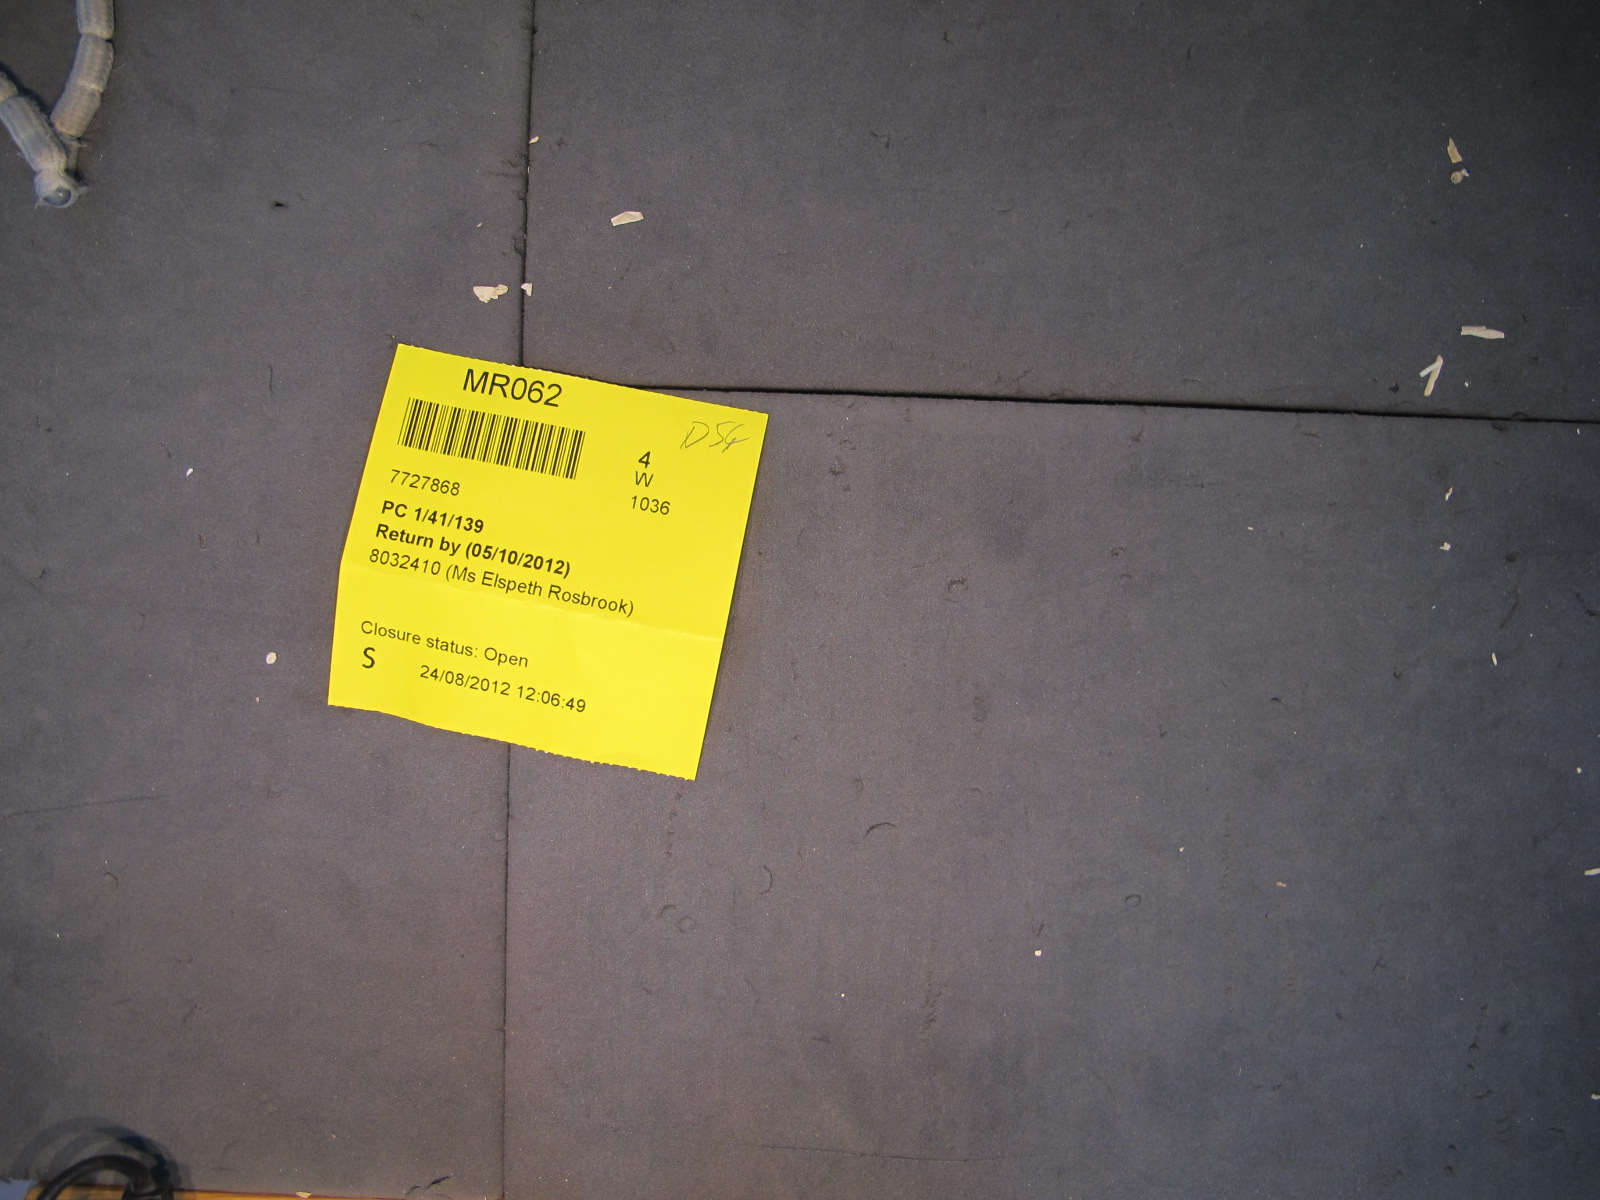 MR062
D54
7727868
4
W
1036
PC 1/41/139
Return by (05/10/2012)
8032410 (Ms Elspeth Rosbrook)
Closure status: Open
S
24/08/2012 12:06:49